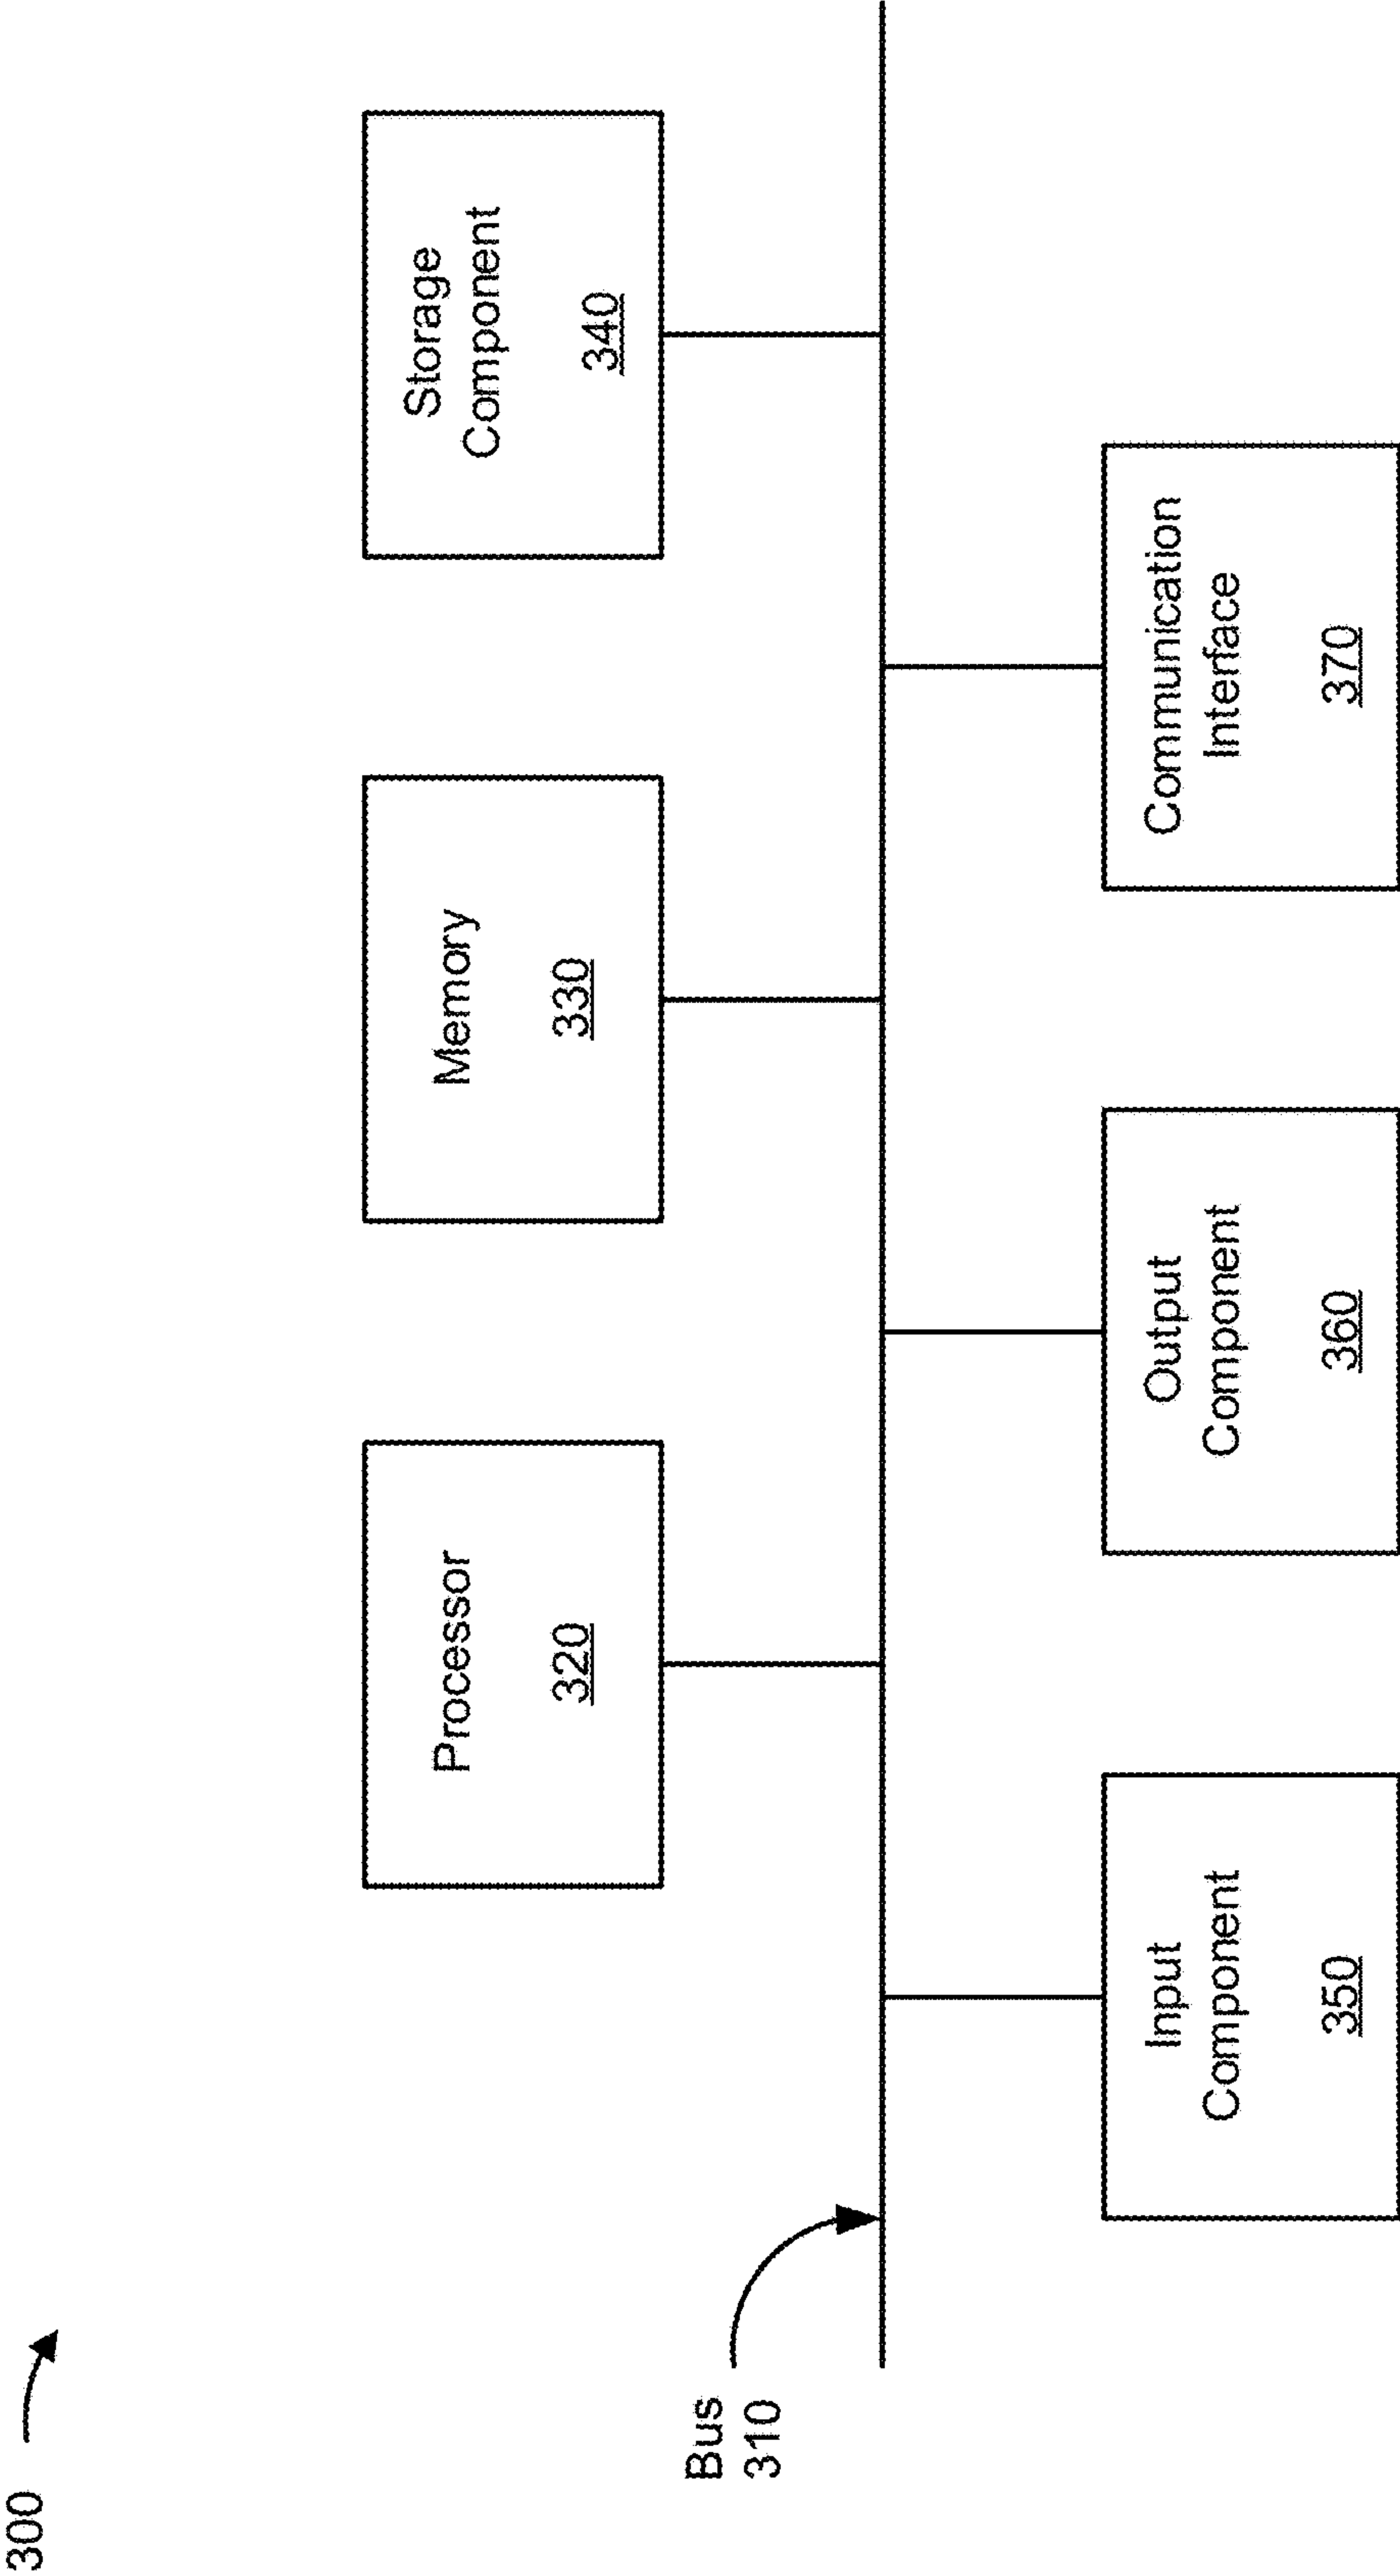 300
Bus
310
Processor
320
Memory
330
Storage
Component
340
Input
Component
350
Output
Component
360
Communication
Interface
370